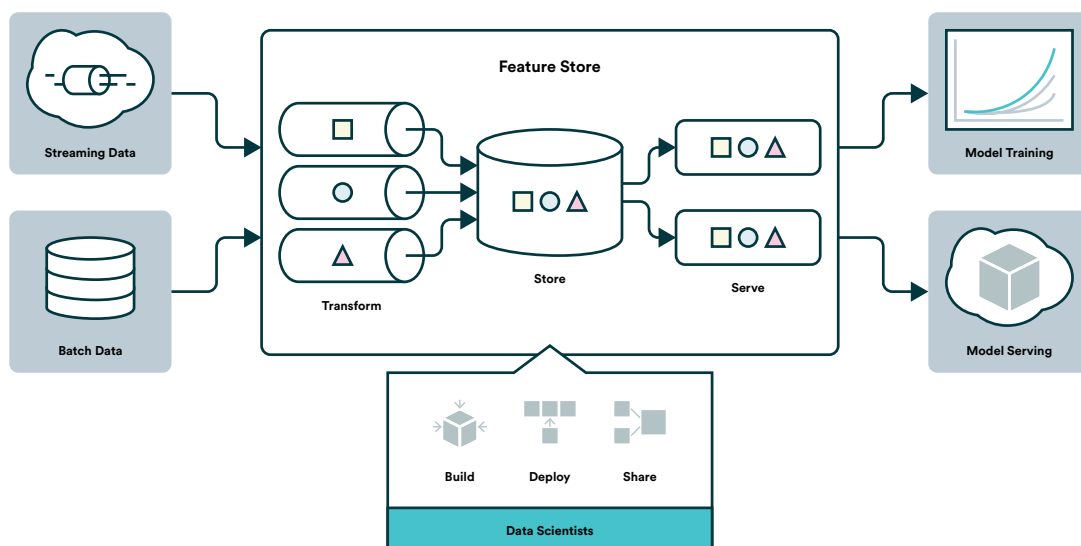 Feature Store
Streaming Data
Batch Data
Transform
Store
Serve
Model Training
Model Serving
Build
Deploy
Share
Data Scientists